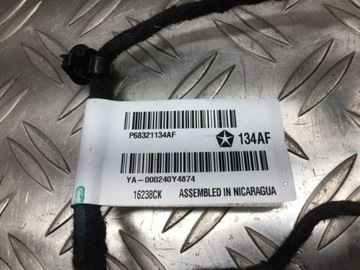 P68321134AF
134AF
YA-000240Y4874
16238CK ASSEMBLED IN NICARAGUA